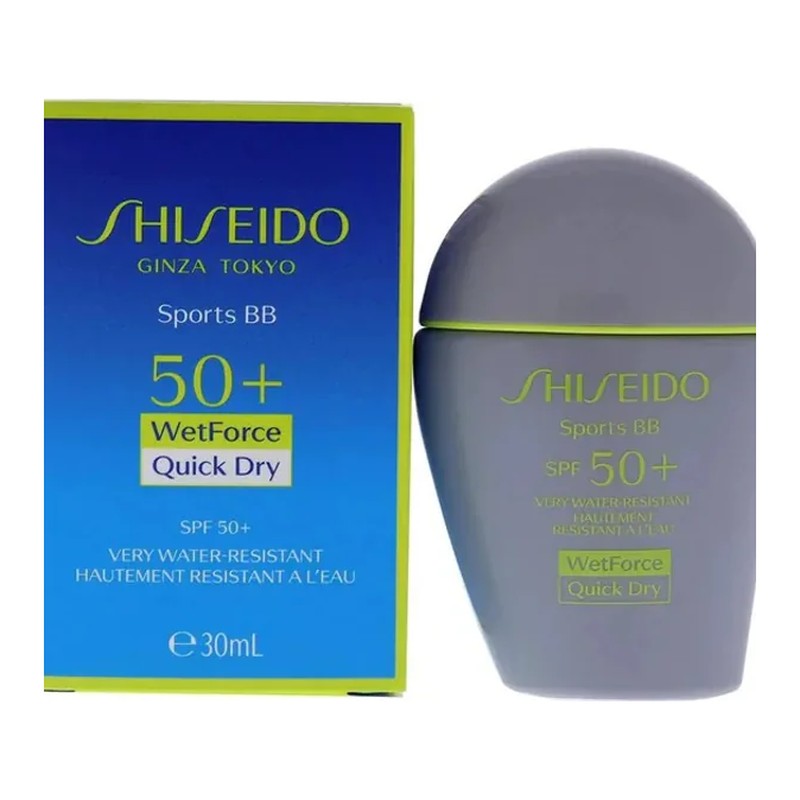 SHISEIDO
GINZA TOKYO
Sports BB
50+
WetForce
Quick Dry
SPF 50+
VERY WATER-RESISTANT
HAUTEMENT RESISTANT A L'EAU
℮30mL
SHISEIDO
Sports BB
SPF 50+
VERY WATER-RESISTANT
HAUTEMENT
RESISTANT A L'EAU
WetForce
Quick Dry